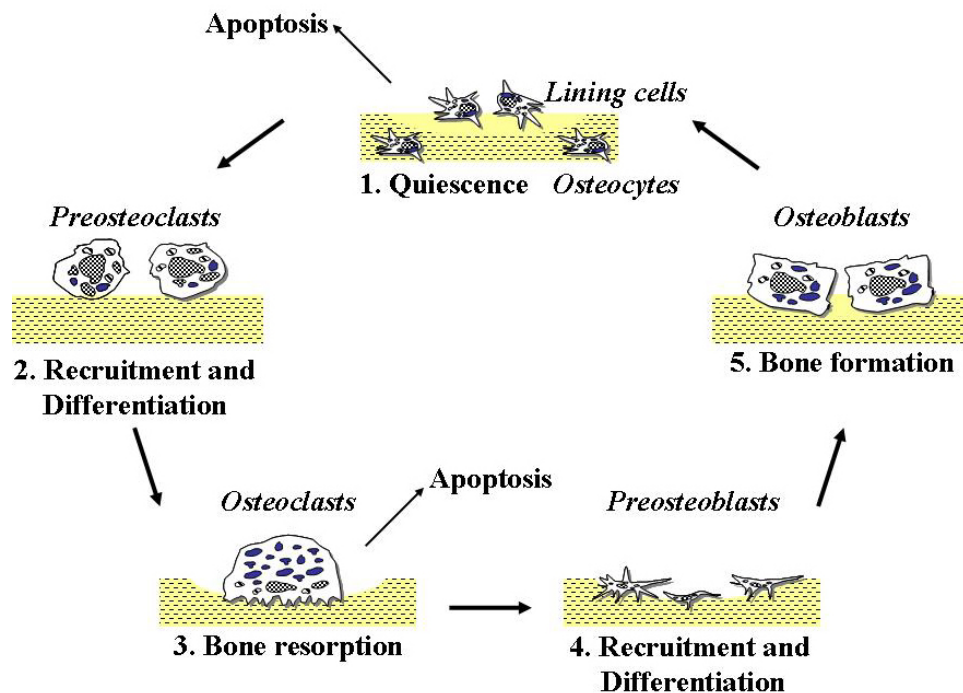 Apoptosis
Lining cells
1. Quiescence Osteocytes
Preosteoclasts
2. Recruitment and
Differentiation
Osteoclasts
Apoptosis
3. Bone resorption
Preosteoblasts
4. Recruitment and
Differentiation
Osteoblasts
5. Bone formation